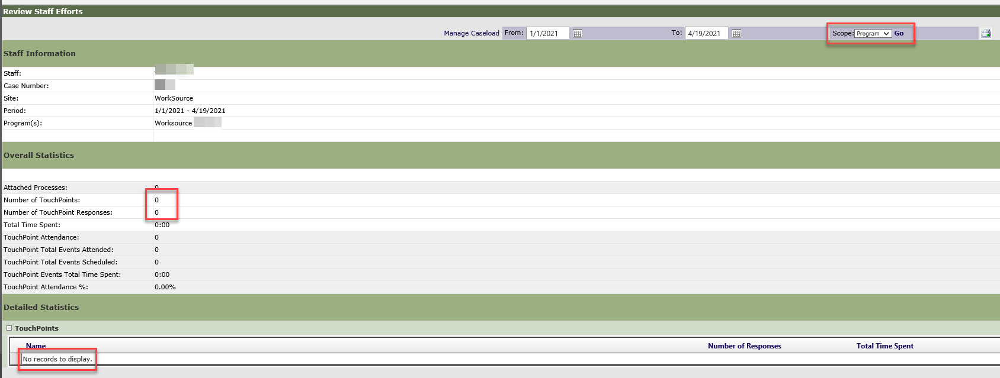 Review Staff Efforts
Manage Caseload From: 1/1/2021 To: 4/19/2021 Scope: Program Go
Staff Information
Staff:
Case Number:
Site: WorkSource
Period: 1/1/2021 - 4/19/2021
Program(s): Worksource
Overall Statistics
Attached Processes: 0
Number of TouchPoints: 0
Number of TouchPoint Responses: 0
Total Time Spent: 0:00
TouchPoint Attendance: 0
TouchPoint Total Events Attended: 0
TouchPoint Total Events Scheduled: 0
TouchPoint Events Total Time Spent: 0:00
TouchPoint Attendance %: 0.00%
Detailed Statistics
TouchPoints
Name Number of Responses Total Time Spent
No records to display.